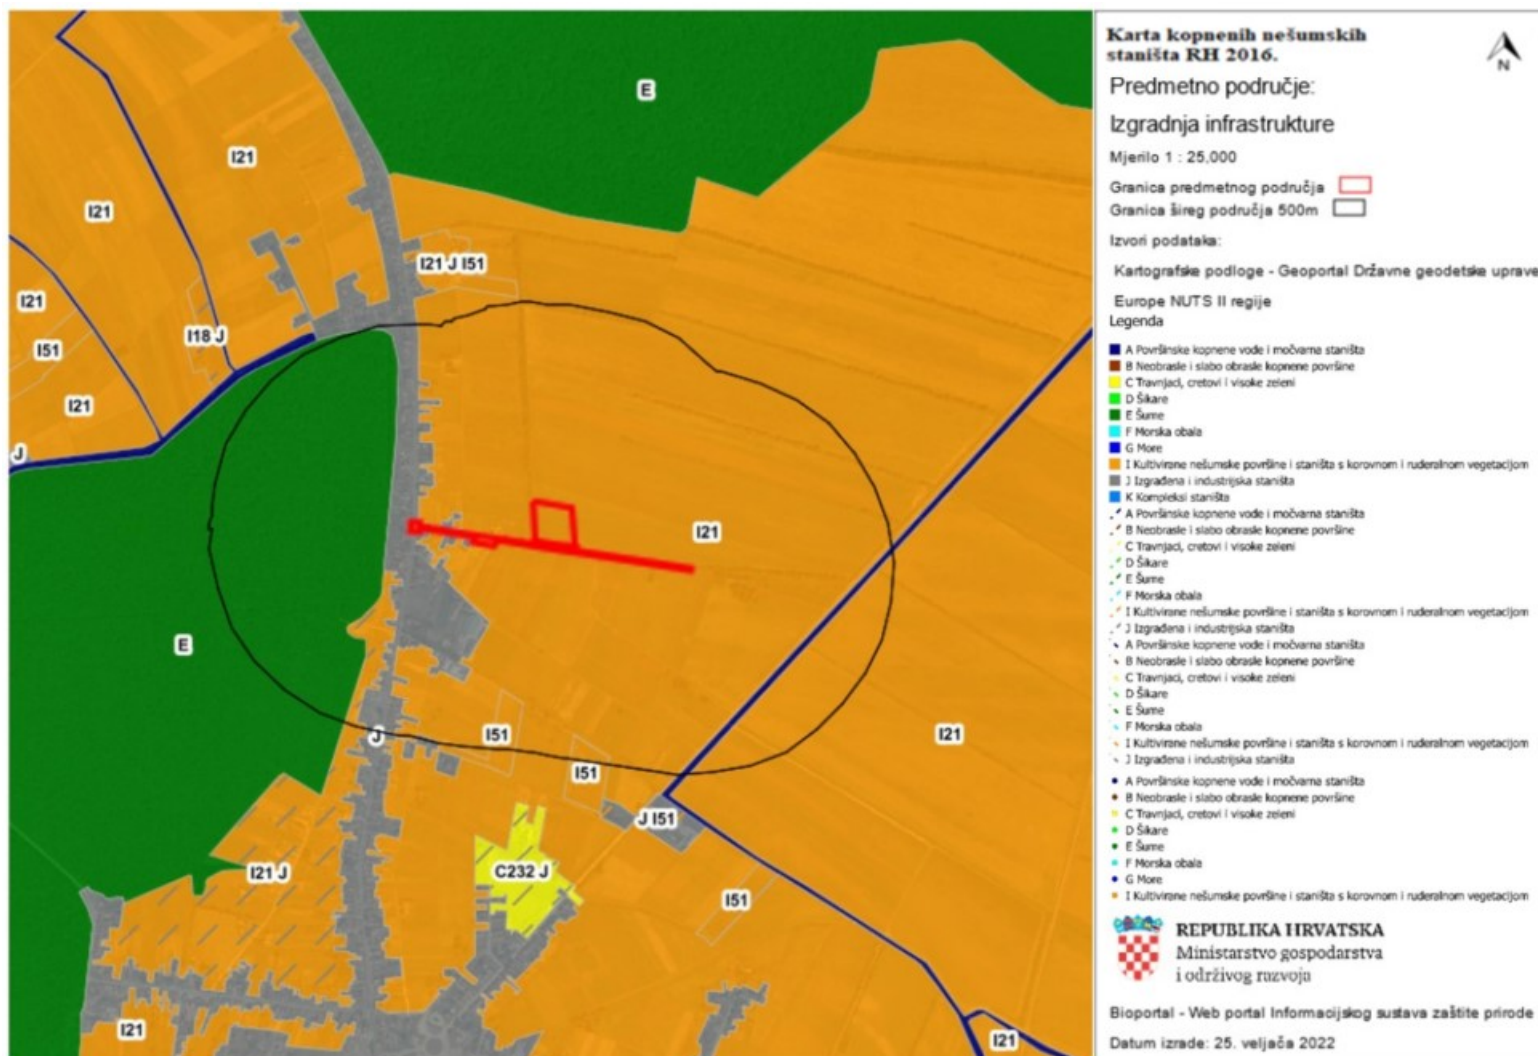 E
I21
I21
I21 J I51
I21
I18 J
I51
I21
J
I21
E
I21
I51
J
I51
J I51
C232 J
I21 J
I51
I21
I21
Karta kopnenih nešumskih
staništa RH 2016.
N
Predmetno područje:
Izgradnja infrastrukture
Mjerilo 1 : 25,000
Granica predmetnog područja
Granica šireg područja 500m
Izvori podataka:
Kartografske podloge - Geoportal Državne geodetske uprave
Europe NUTS II regije
Legenda
A Površinske kopnene vode i močvarna staništa
B Neobrasle i slabo obrasle kopnene površine
C Travnjaci, cretovi i visoke zeleni
D Šikare
E Šume
F Morska obala
G More
I Kultivirane nešumske površine i staništa s korovnom i ruderalnom vegetacijom
J Izgrađena i industrijska staništa
K Kompleksi staništa
A Površinske kopnene vode i močvarna staništa
B Neobrasle i slabo obrasle kopnene površine
C Travnjaci, cretovi i visoke zeleni
D Šikare
E Šume
F Morska obala
I Kultivirane nešumske površine i staništa s korovnom i ruderalnom vegetacijom
J Izgrađena i industrijska staništa
A Površinske kopnene vode i močvarna staništa
B Neobrasle i slabo obrasle kopnene površine
C Travnjaci, cretovi i visoke zeleni
D Šikare
E Šume
F Morska obala
I Kultivirane nešumske površine i staništa s korovnom i ruderalnom vegetacijom
J Izgrađena i industrijska staništa
A Površinske kopnene vode i močvarna staništa
B Neobrasle i slabo obrasle kopnene površine
C Travnjaci, cretovi i visoke zeleni
D Šikare
E Šume
F Morska obala
G More
I Kultivirane nešumske površine i staništa s korovnom i ruderalnom vegetacijom
REPUBLIKA HRVATSKA
Ministarstvo gospodarstva
i održivog razvoja
Bioportal - Web portal Informacijskog sustava zaštite prirode
Datum izrade: 25. veljača 2022